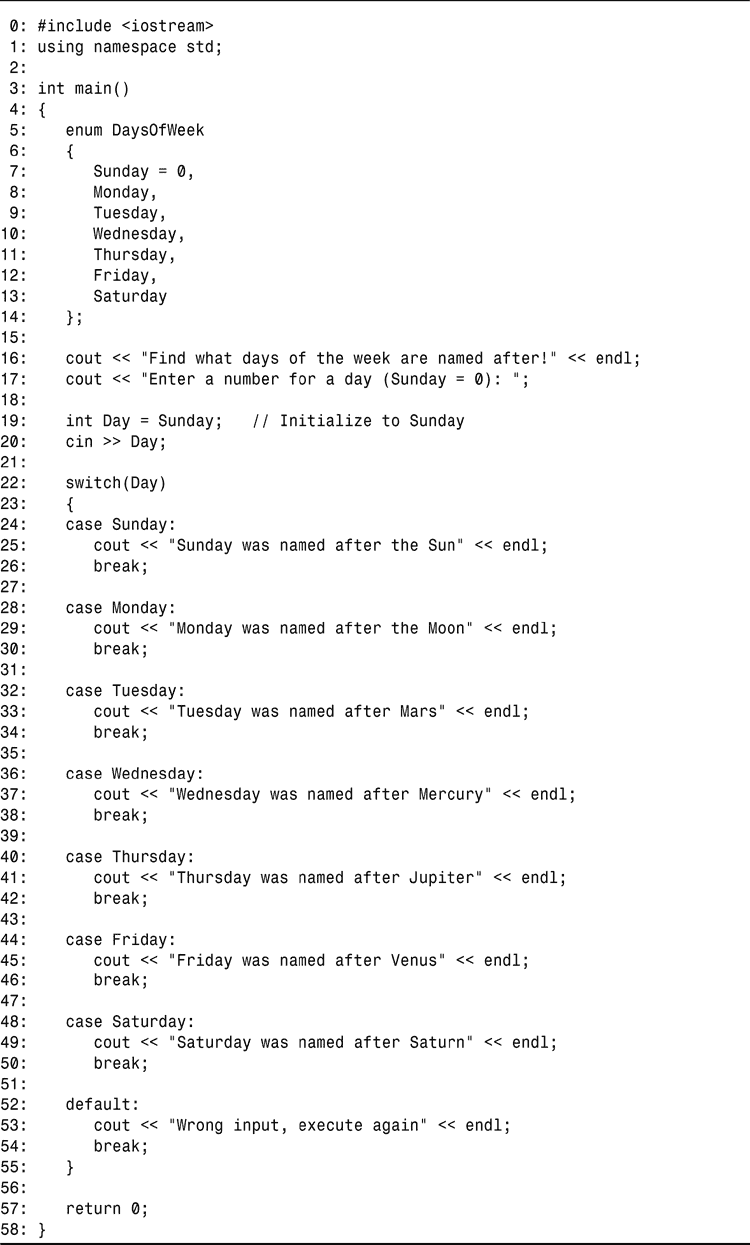 0: #include <iostream>
1: using namespace std;
2:
3: int main()
4: {
5:    enum DaysOfWeek
6:    {
7:       Sunday = 0,
8:       Monday,
9:       Tuesday,
10:       Wednesday,
11:       Thursday,
12:       Friday,
13:       Saturday
14:    };
15:
16:    cout << "Find what days of the week are named after!" << endl;
17:    cout << "Enter a number for a day (Sunday = 0): ";
18:
19:    int Day = Sunday;   // Initialize to Sunday
20:    cin >> Day;
21:
22:    switch(Day)
23:    {
24:    case Sunday:
25:       cout << "Sunday was named after the Sun" << endl;
26:       break;
27:
28:    case Monday:
29:       cout << "Monday was named after the Moon" << endl;
30:       break;
31:
32:    case Tuesday:
33:       cout << "Tuesday was named after Mars" << endl;
34:       break;
35:
36:    case Wednesday:
37:       cout << "Wednesday was named after Mercury" << endl;
38:       break;
39:
40:    case Thursday:
41:       cout << "Thursday was named after Jupiter" << endl;
42:       break;
43:
44:    case Friday:
45:       cout << "Friday was named after Venus" << endl;
46:       break;
47:
48:    case Saturday:
49:       cout << "Saturday was named after Saturn" << endl;
50:       break;
51:
52:    default:
53:       cout << "Wrong input, execute again" << endl;
54:       break;
55:    }
56:
57:    return 0;
58: }